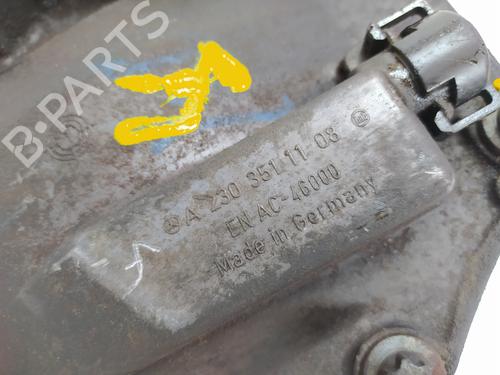 B-PARTS
A 230 351 11 08
EN AC-46000
Made in Germany